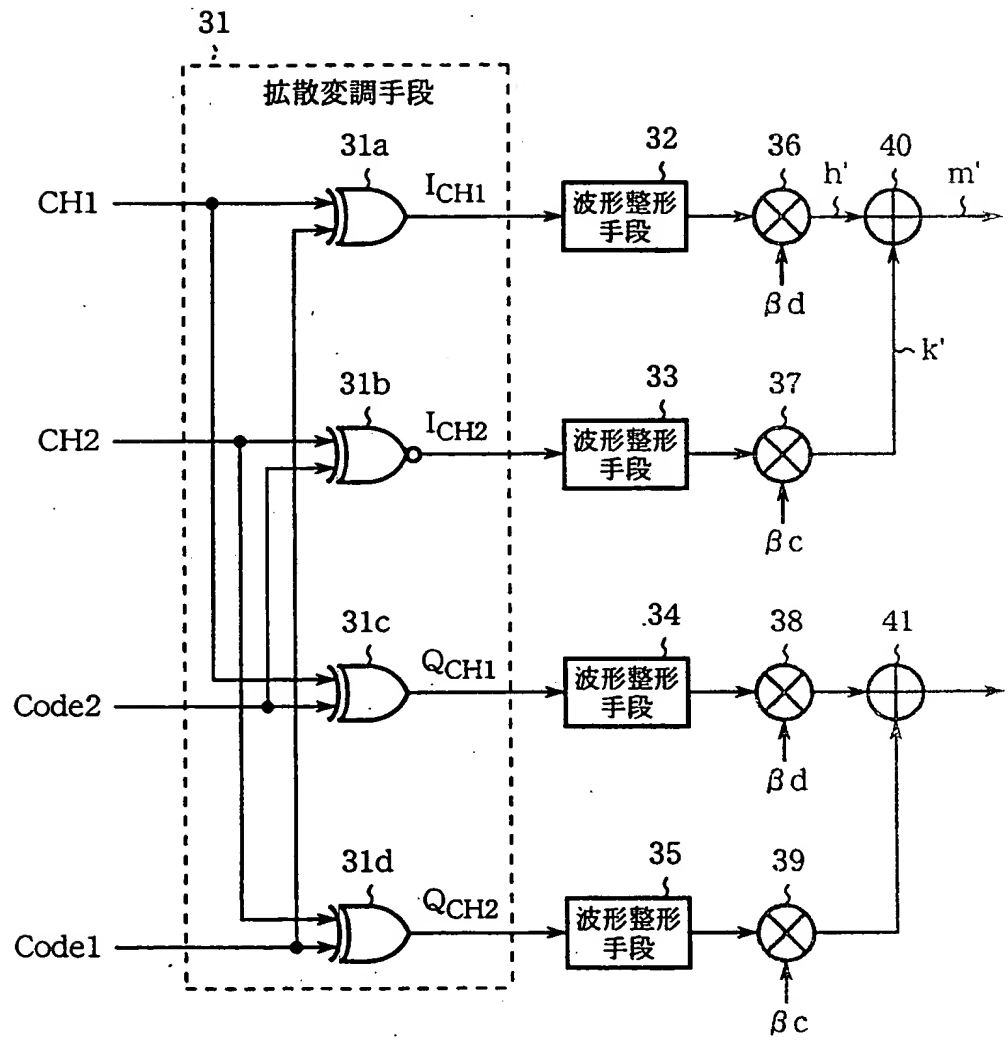 31
拡散変調手段
31a
CH1
I_CH1
32
波形整形
手段
36
βd
h'
40
m'
k'
31b
CH2
I_CH2
33
波形整形
手段
37
βc
31c
Code2
Q_CH1
34
波形整形
手段
38
βd
41
31d
Code1
Q_CH2
35
波形整形
手段
39
βc